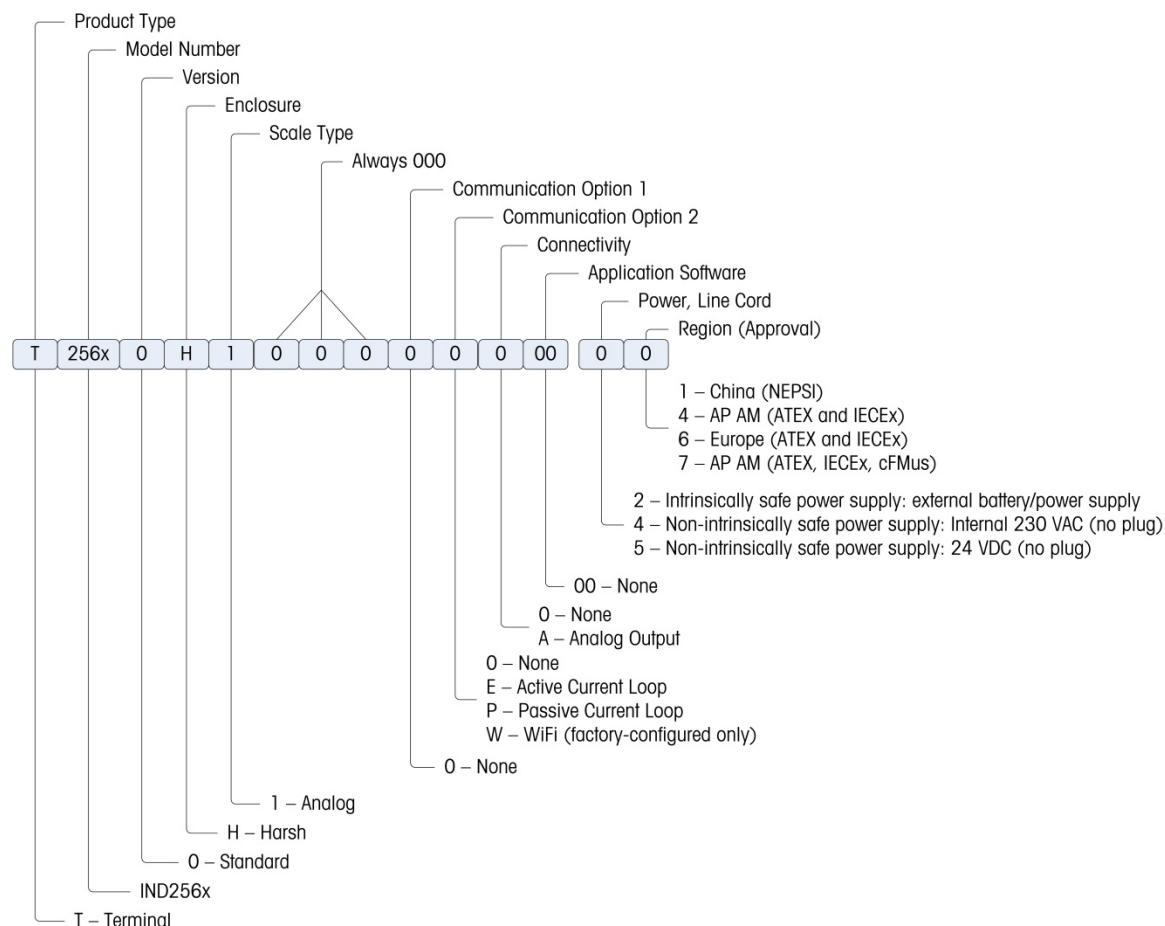 Product Type
Model Number
Version
Enclosure
Scale Type
Always 000
Communication Option 1
Communication Option 2
Connectivity
Application Software
Power, Line Cord
Region (Approval)
T 256x 0 H 1 0 0 0 0 0 0 00 0 0
1 – China (NEPSI)
4 – AP AM (ATEX and IECEx)
6 – Europe (ATEX and IECEx)
7 – AP AM (ATEX, IECEx, cFMus)
2 – Intrinsically safe power supply: external battery/power supply
4 – Non-intrinsically safe power supply: Internal 230 VAC (no plug)
5 – Non-intrinsically safe power supply: 24 VDC (no plug)
00 – None
0 – None
A – Analog Output
0 – None
E – Active Current Loop
P – Passive Current Loop
W – WiFi (factory-configured only)
0 – None
1 – Analog
H – Harsh
0 – Standard
IND256x
T – Terminal